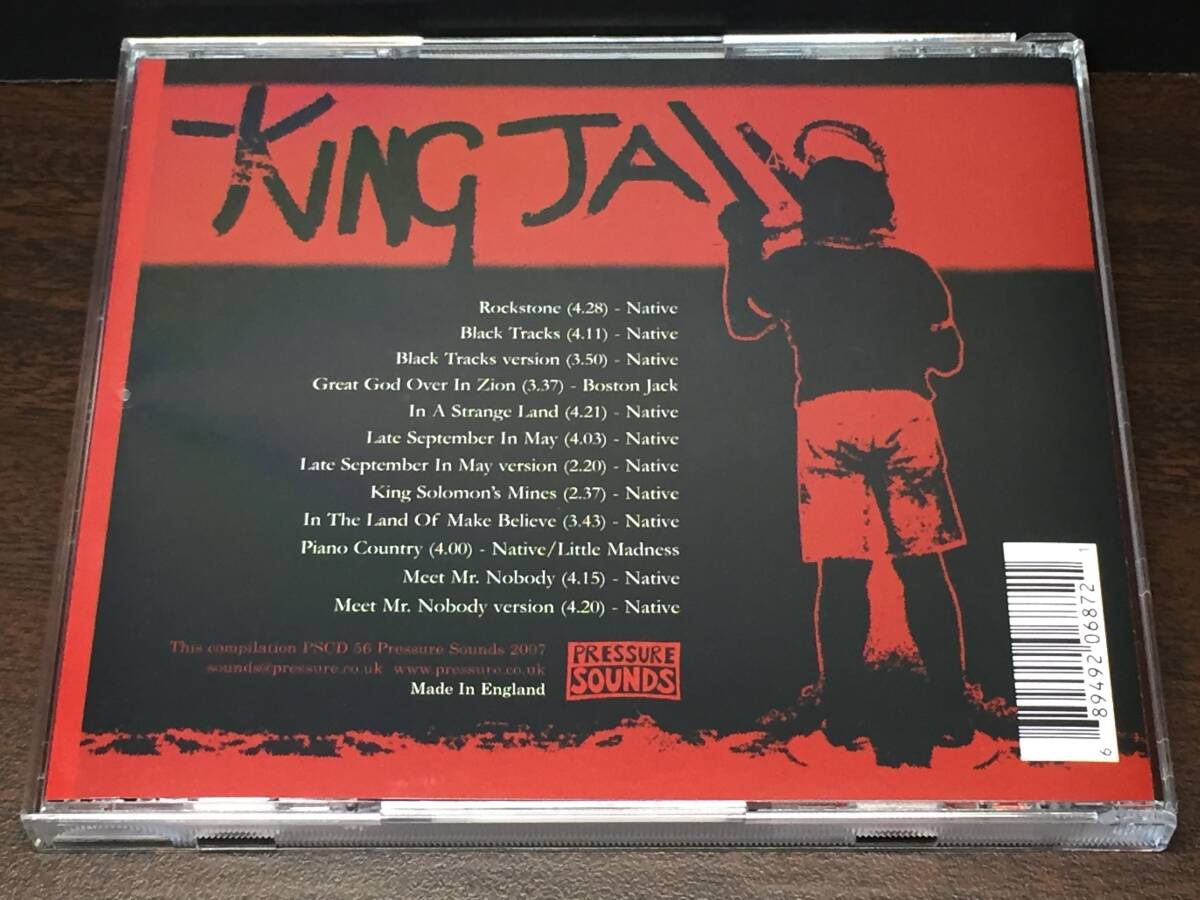 KING JA
Rockstone (4.28) - Native
Black Tracks (4.11) - Native
Black Tracks version (3.50) - Native
Great God Over In Zion (3.37) - Boston Jack
In A Strange Land (4.21) - Native
Late September In May (4.03) - Native
Late September In May version (2.20) - Native
King Solomon's Mines (2.37) - Native
In The Land Of Make Believe (3.43) - Native
Piano Country (4.00) - Native/Little Madness
Meet Mr. Nobody (4.15) - Native
Meet Mr. Nobody version (4.20) - Native
This compilation PSCD 56 Pressure Sounds 2007
sounds@pressure.co.uk www.pressure.co.uk
Made In England
PRESSURE
SOUNDS
6 89492 06872 1